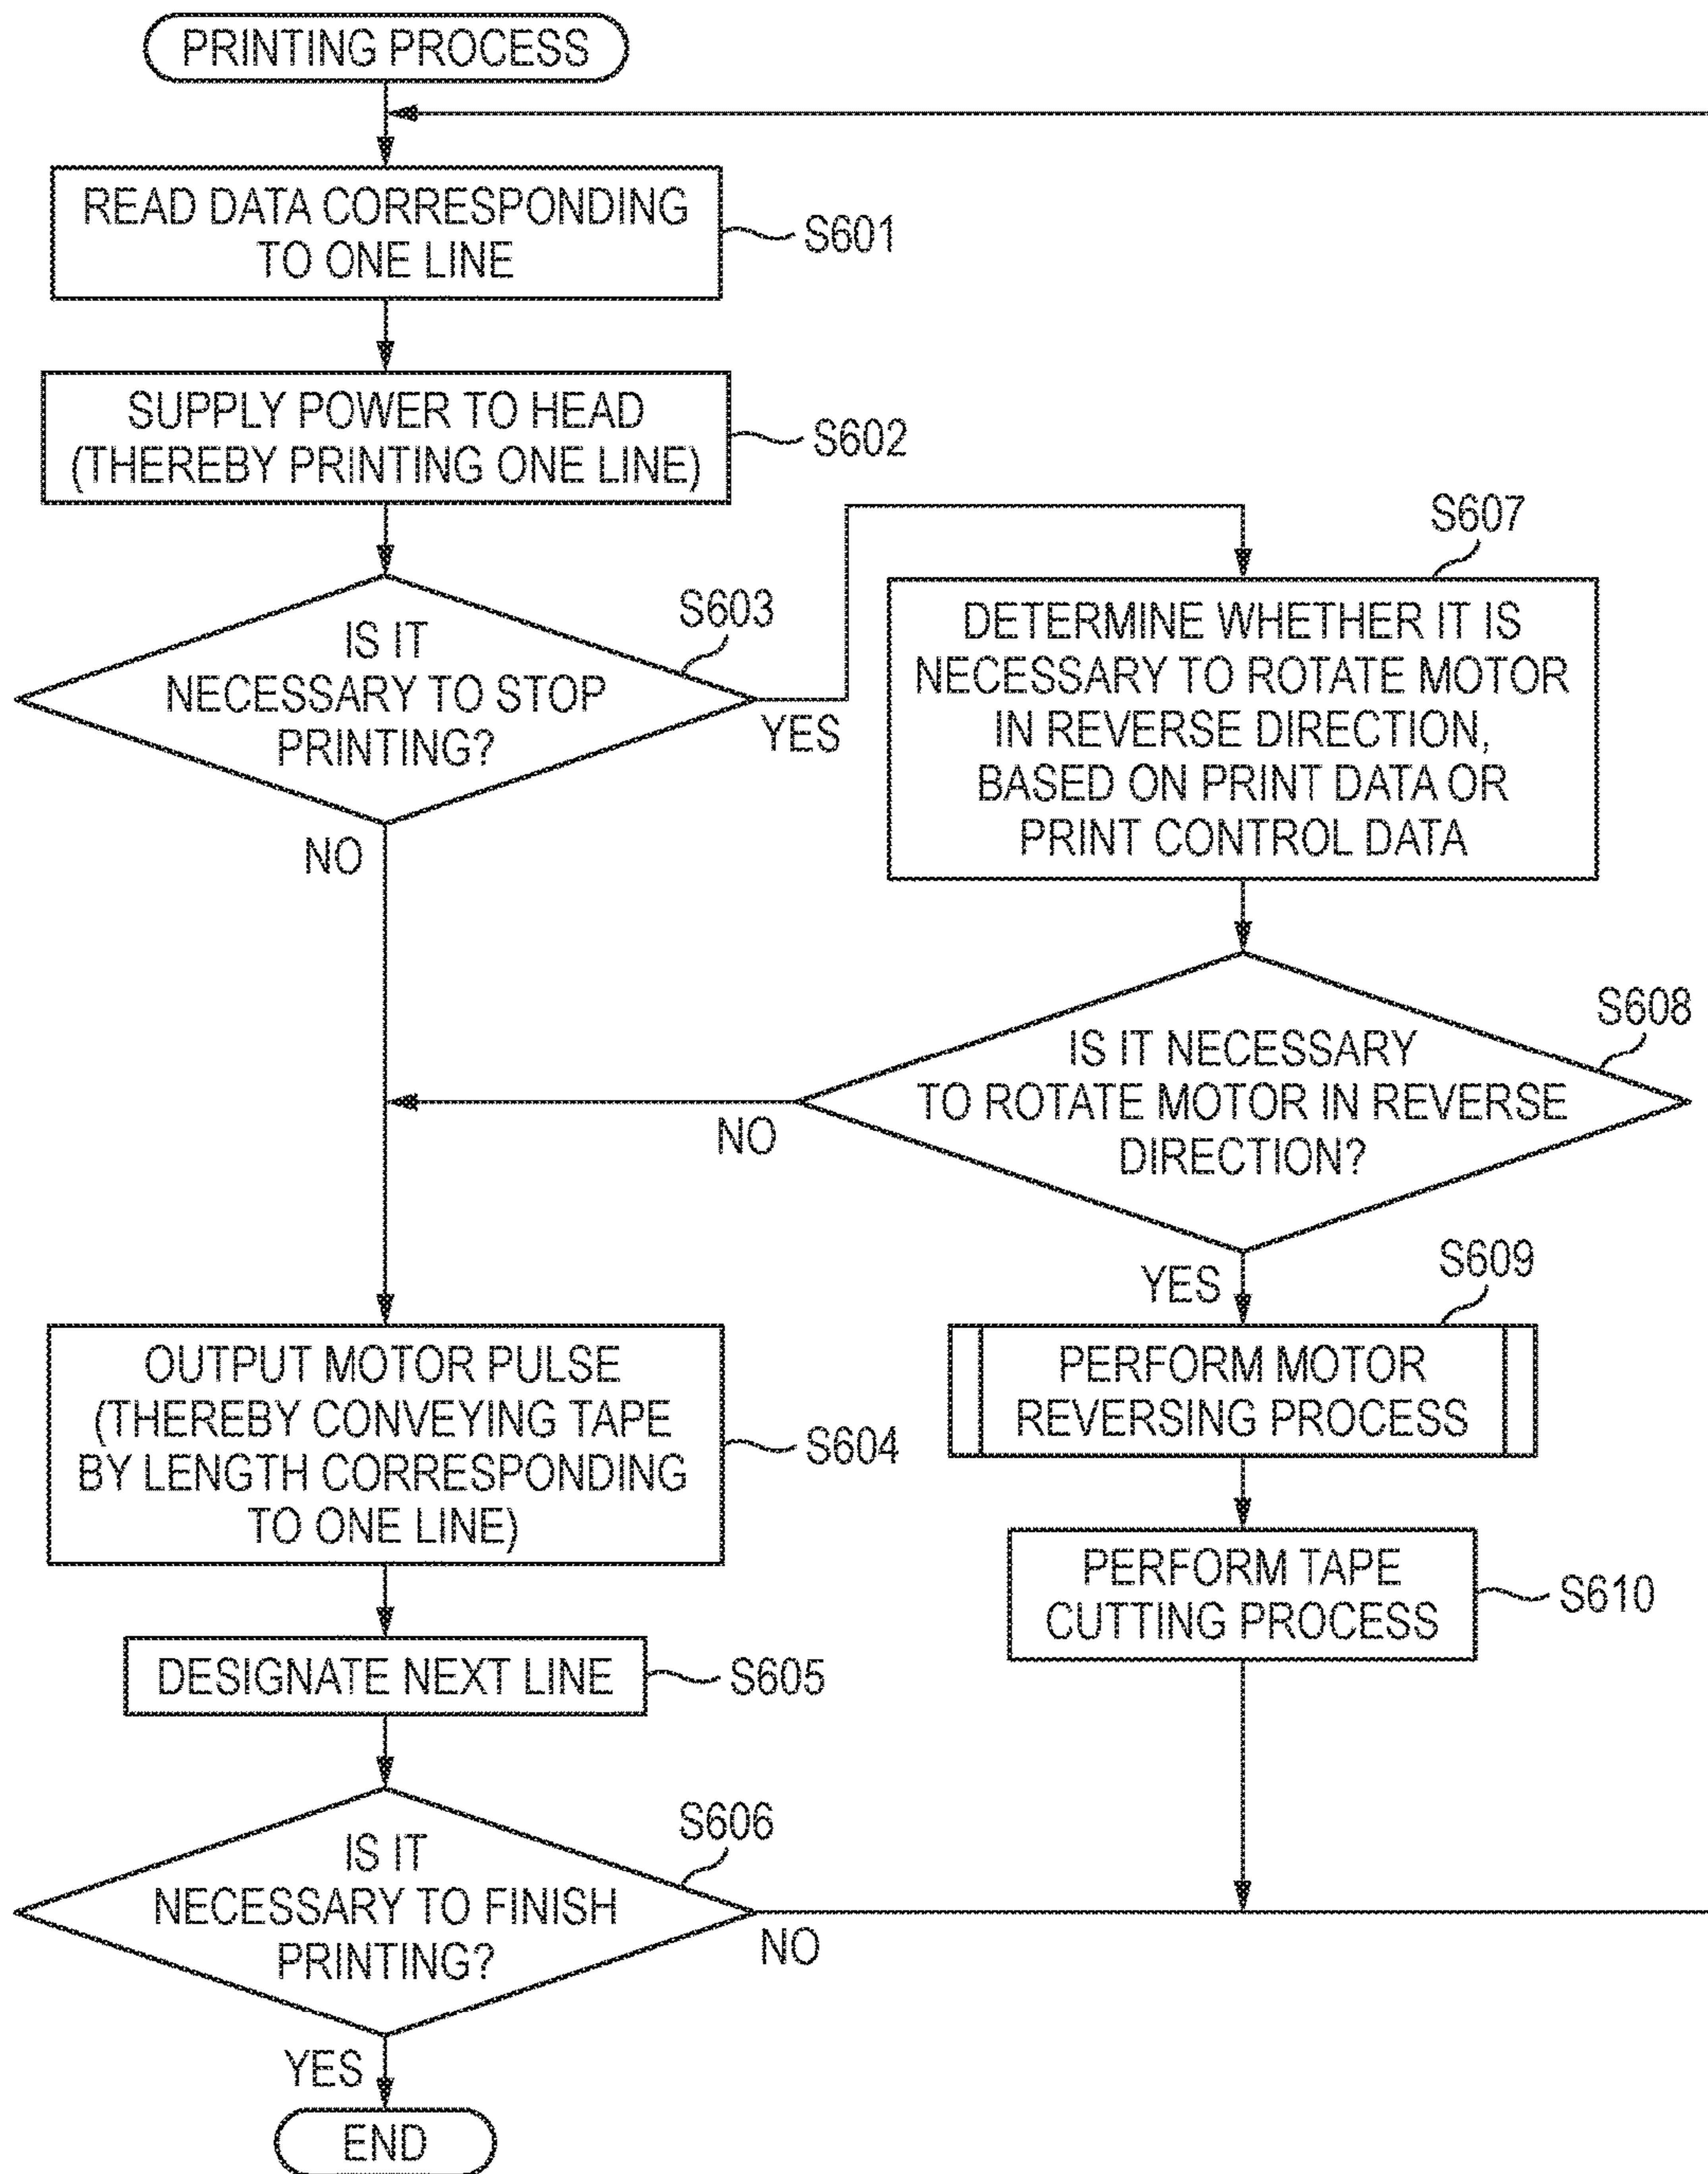 PRINTING PROCESS
READ DATA CORRESPONDING
TO ONE LINE
S601
SUPPLY POWER TO HEAD
(THEREBY PRINTING ONE LINE)
S602
IS IT
NECESSARY TO STOP
PRINTING?
S603
YES
NO
S607
DETERMINE WHETHER IT IS
NECESSARY TO ROTATE MOTOR
IN REVERSE DIRECTION,
BASED ON PRINT DATA OR
PRINT CONTROL DATA
S608
IS IT NECESSARY
TO ROTATE MOTOR IN REVERSE
DIRECTION?
NO
YES
S609
PERFORM MOTOR
REVERSING PROCESS
OUTPUT MOTOR PULSE
(THEREBY CONVEYING TAPE
BY LENGTH CORRESPONDING
TO ONE LINE)
S604
PERFORM TAPE
CUTTING PROCESS
S610
DESIGNATE NEXT LINE
S605
IS IT
NECESSARY TO FINISH
PRINTING?
S606
NO
YES
END